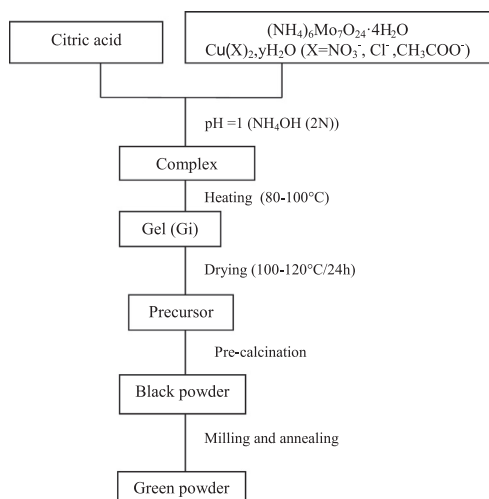 Citric acid
(NH4)6Mo7O24·4H2O
Cu(X)2,yH2O (X=NO3-, Cl-,CH3COO-)
pH =1 (NH4OH (2N))
Complex
Heating (80-100°C)
Gel (Gi)
Drying (100-120°C/24h)
Precursor
Pre-calcination
Black powder
Milling and annealing
Green powder